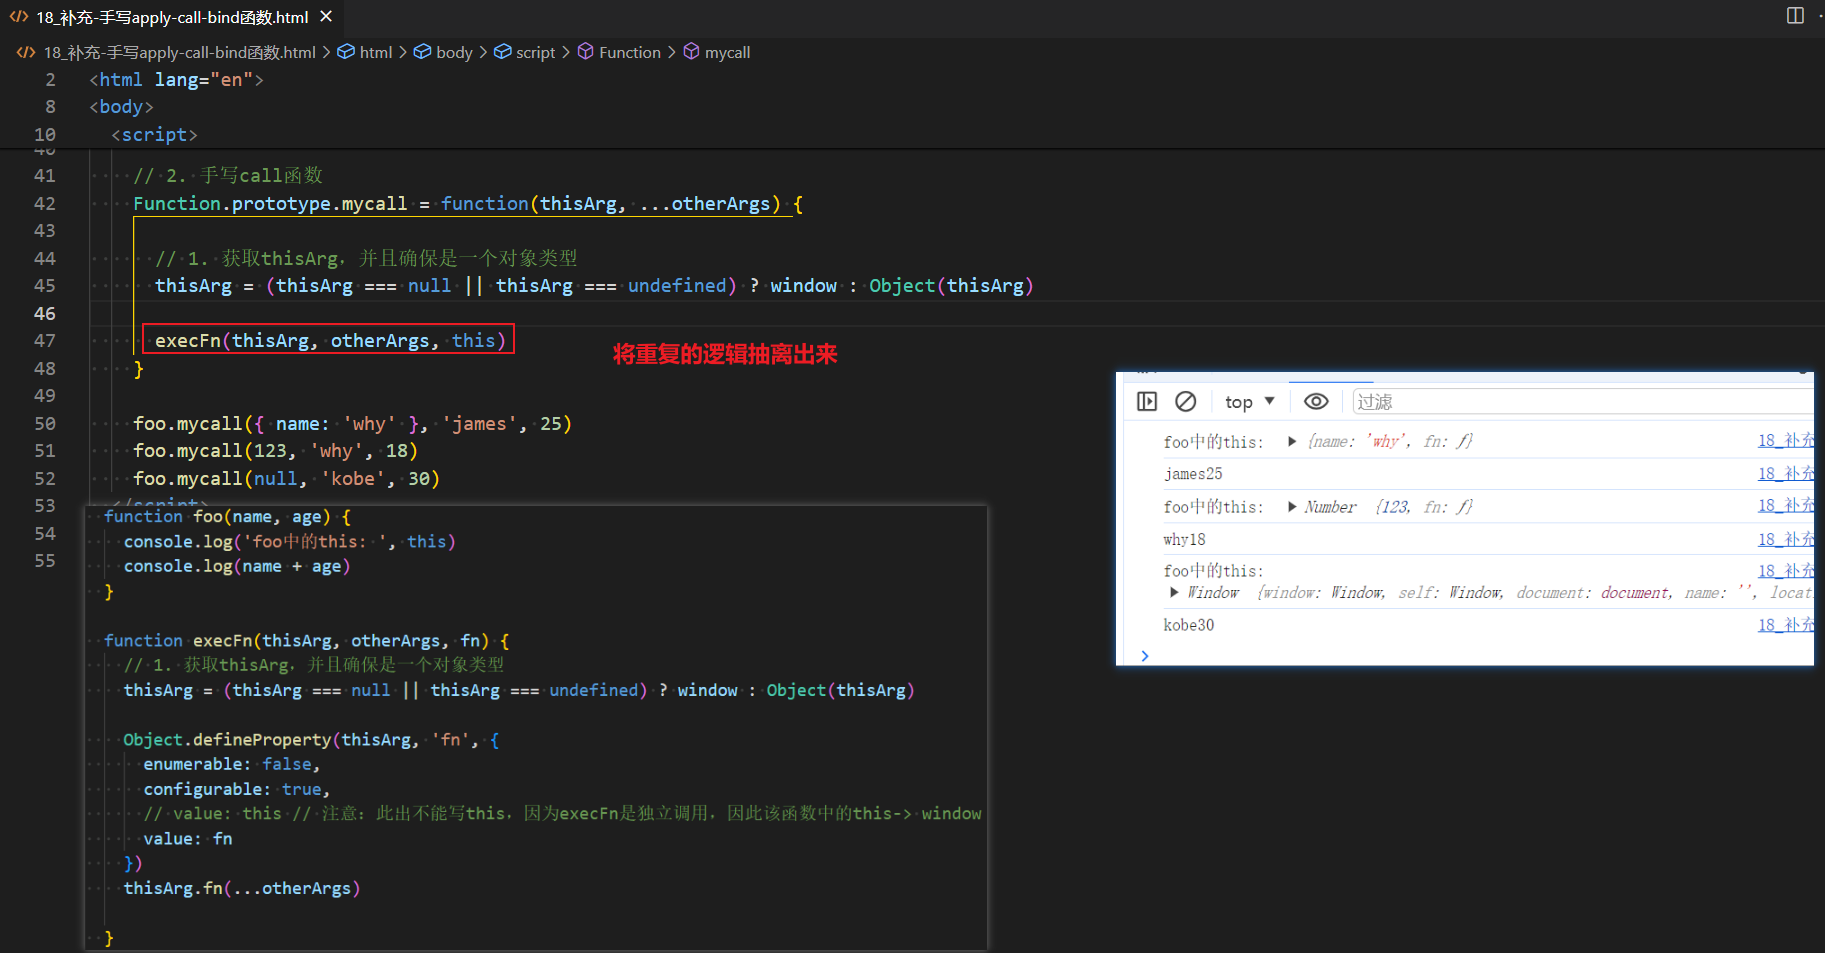 18_补充-手写apply-call-bind函数.html
18_补充-手写apply-call-bind函数.html > html > body > script > Function > mycall
2 <html lang="en">
8 <body>
10 <script>
40
41 // 2. 手写call函数
42 Function.prototype.mycall = function(thisArg, ...otherArgs) {
43
44 // 1. 获取thisArg，并且确保是一个对象类型
45 thisArg = (thisArg === null || thisArg === undefined) ? window : Object(thisArg)
46
47 execFn(thisArg, otherArgs, this)
将重复的逻辑抽离出来
48 }
49
50 foo.mycall({ name: 'why' }, 'james', 25)
51 foo.mycall(123, 'why', 18)
52 foo.mycall(null, 'kobe', 30)
53 </script>
54
55
function foo(name, age) {
console.log('foo中的this: ', this)
console.log(name + age)
}
function execFn(thisArg, otherArgs, fn) {
// 1. 获取thisArg，并且确保是一个对象类型
thisArg = (thisArg === null || thisArg === undefined) ? window : Object(thisArg)
Object.defineProperty(thisArg, 'fn', {
enumerable: false,
configurable: true,
// value: this // 注意：此出不能写this，因为execFn是独立调用，因此该函数中的this-> window
value: fn
})
thisArg.fn(...otherArgs)
}
top 过滤
foo中的this: {name: 'why', fn: ƒ} 18_补充
james25 18_补充
foo中的this: Number {123, fn: ƒ} 18_补充
why18 18_补充
foo中的this: 18_补充
Window {window: Window, self: Window, document: document, name: '', locat
kobe30 18_补充